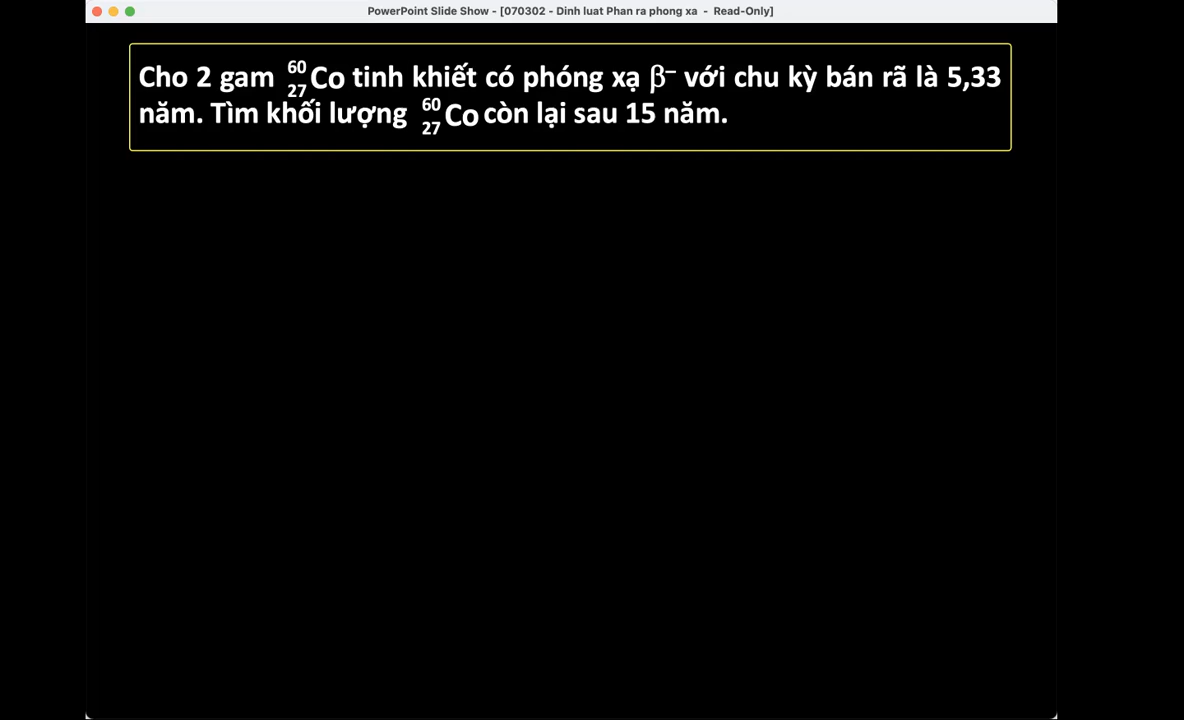 PowerPoint Slide Show - [070302 - Dinh luat Phan ra phong xa - Read-Only]
Cho 2 gam ⁶⁰₂₇Co tinh khiết có phóng xạ β⁻ với chu kỳ bán rã là 5,33
năm. Tìm khối lượng ⁶⁰₂₇Co còn lại sau 15 năm.